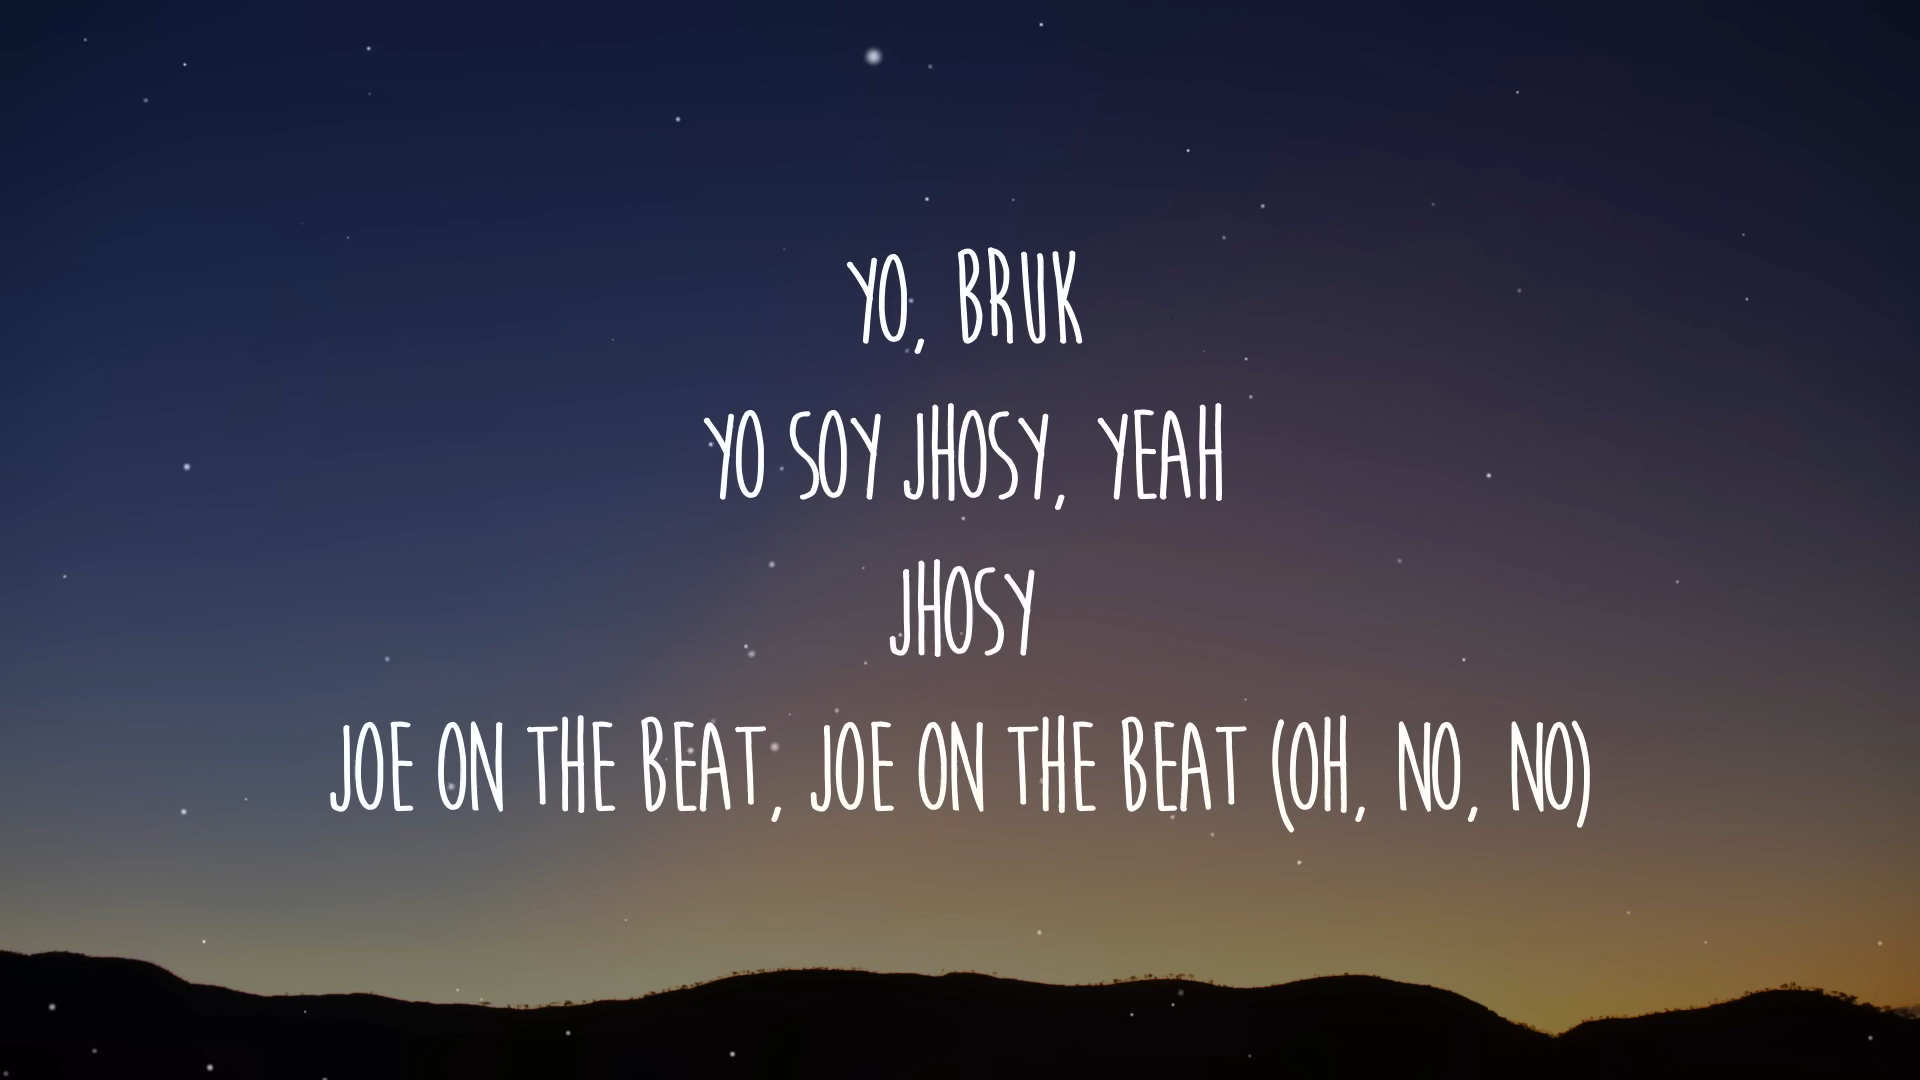 YO, BRUK
YO SOY JHOSY, YEAH
JHOSY
JOE ON THE BEAT, JOE ON THE BEAT (OH, NO, NO)